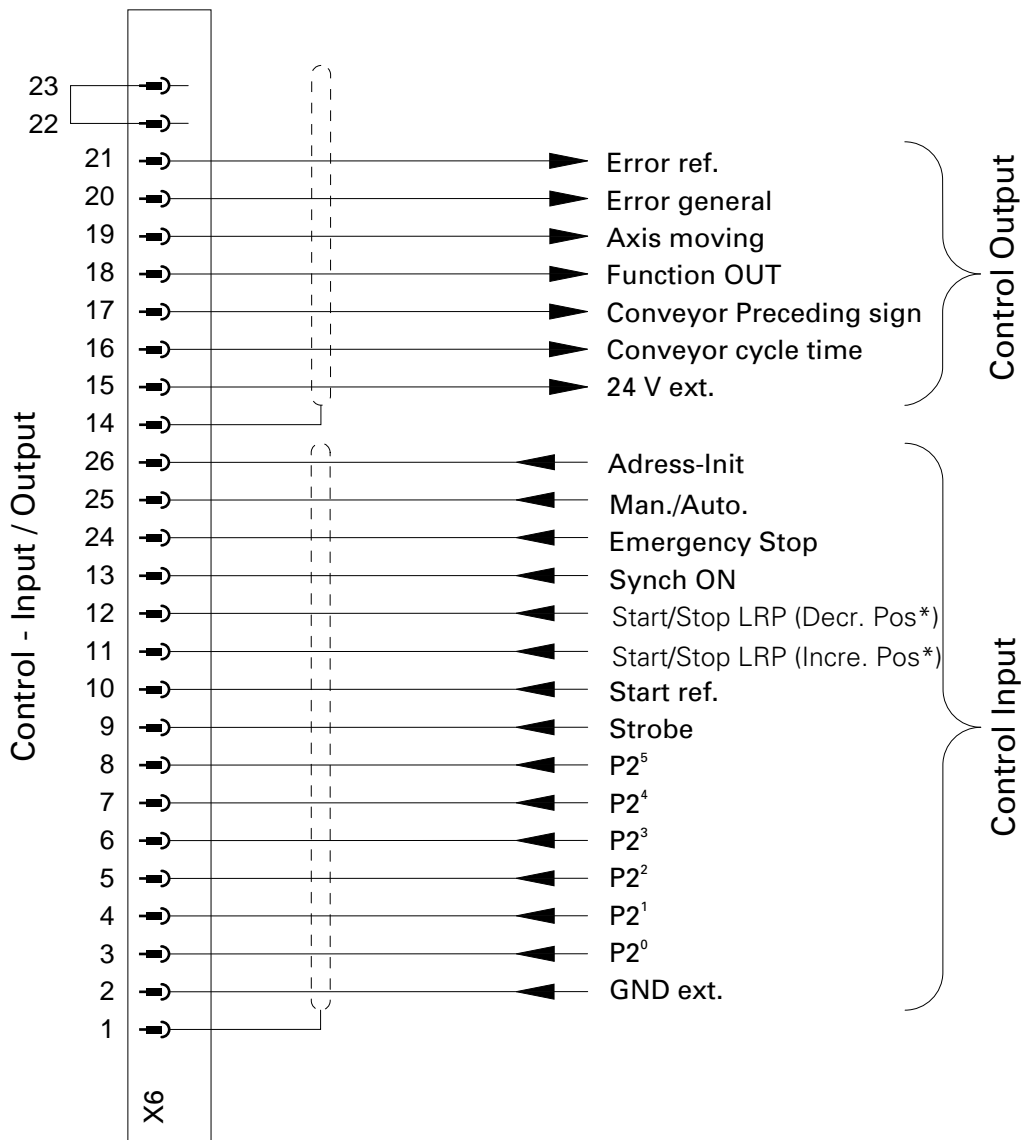 Control - Input / Output
23
22
21 Error ref.
20 Error general
19 Axis moving
18 Function OUT
17 Conveyor Preceding sign
16 Conveyor cycle time
15 24 V ext.
14
Control Output
26 Adress-Init
25 Man./Auto.
24 Emergency Stop
13 Synch ON
12 Start/Stop LRP (Decr. Pos*)
11 Start/Stop LRP (Incre. Pos*)
10 Start ref.
9 Strobe
8 P2⁵
7 P2⁴
6 P2³
5 P2²
4 P2¹
3 P2⁰
2 GND ext.
1
Control Input
X6